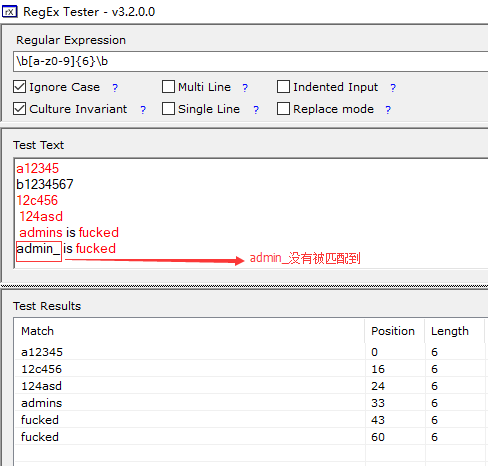 RegEx Tester - v3.2.0.0
Regular Expression
\b[a-z0-9]{6}\b
Ignore Case ? Multi Line ? Indented Input ?
Culture Invariant ? Single Line ? Replace mode ?
Test Text
a12345
b1234567
12c456
124asd
admins is fucked
admin_ is fucked admin_没有被匹配到
Test Results
Match Position Length
a12345 0 6
12c456 16 6
124asd 24 6
admins 33 6
fucked 43 6
fucked 60 6